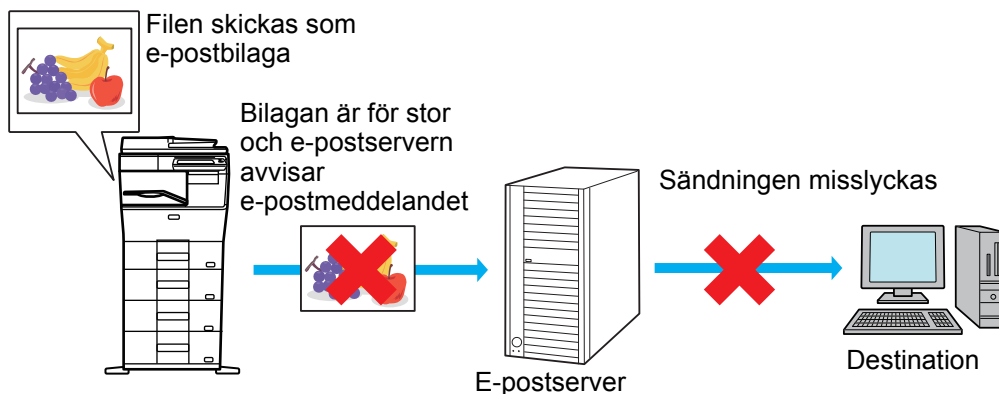 Filen skickas som
e-postbilaga
Bilagan är för stor
och e-postservern
avvisar
e-postmeddelandet
Sändningen misslyckas
E-postserver
Destination